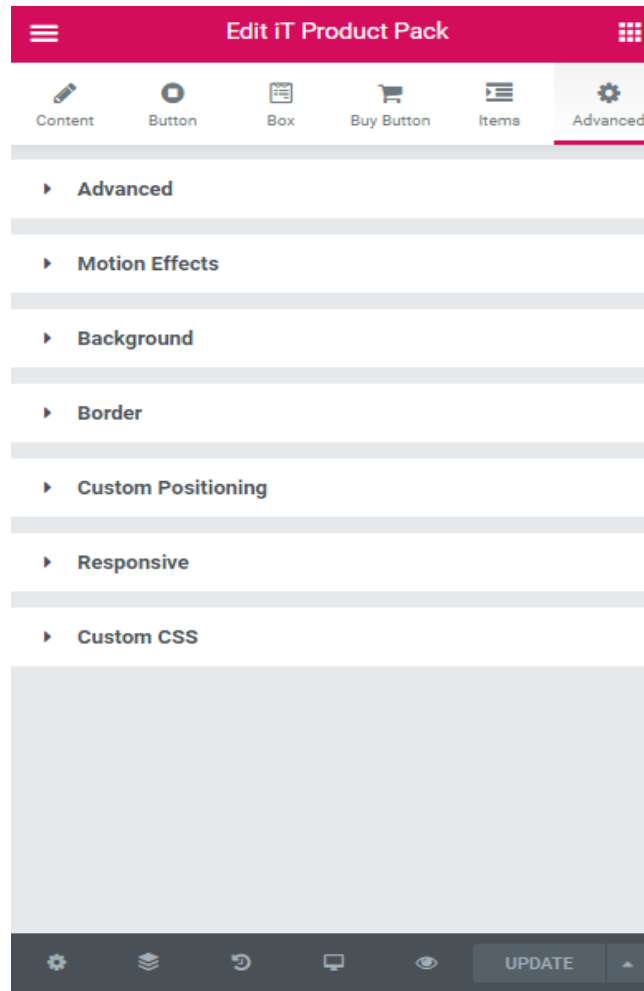 Edit iT Product Pack
Content Button Box Buy Button Items Advanced
Advanced
Motion Effects
Background
Border
Custom Positioning
Responsive
Custom CSS
UPDATE